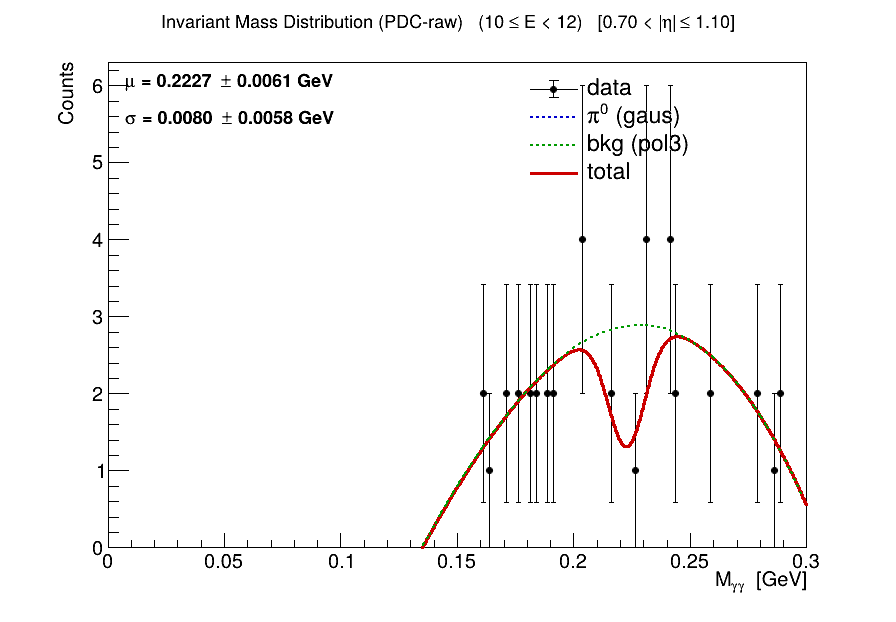 Invariant Mass Distribution (PDC-raw) (10 ≤ E < 12) [0.70 < |η| ≤ 1.10]
Counts
μ = 0.2227 ± 0.0061 GeV
σ = 0.0080 ± 0.0058 GeV
data
π⁰ (gaus)
bkg (pol3)
total
6
5
4
3
2
1
0
0 0.05 0.1 0.15 0.2 0.25 0.3
Mγγ [GeV]